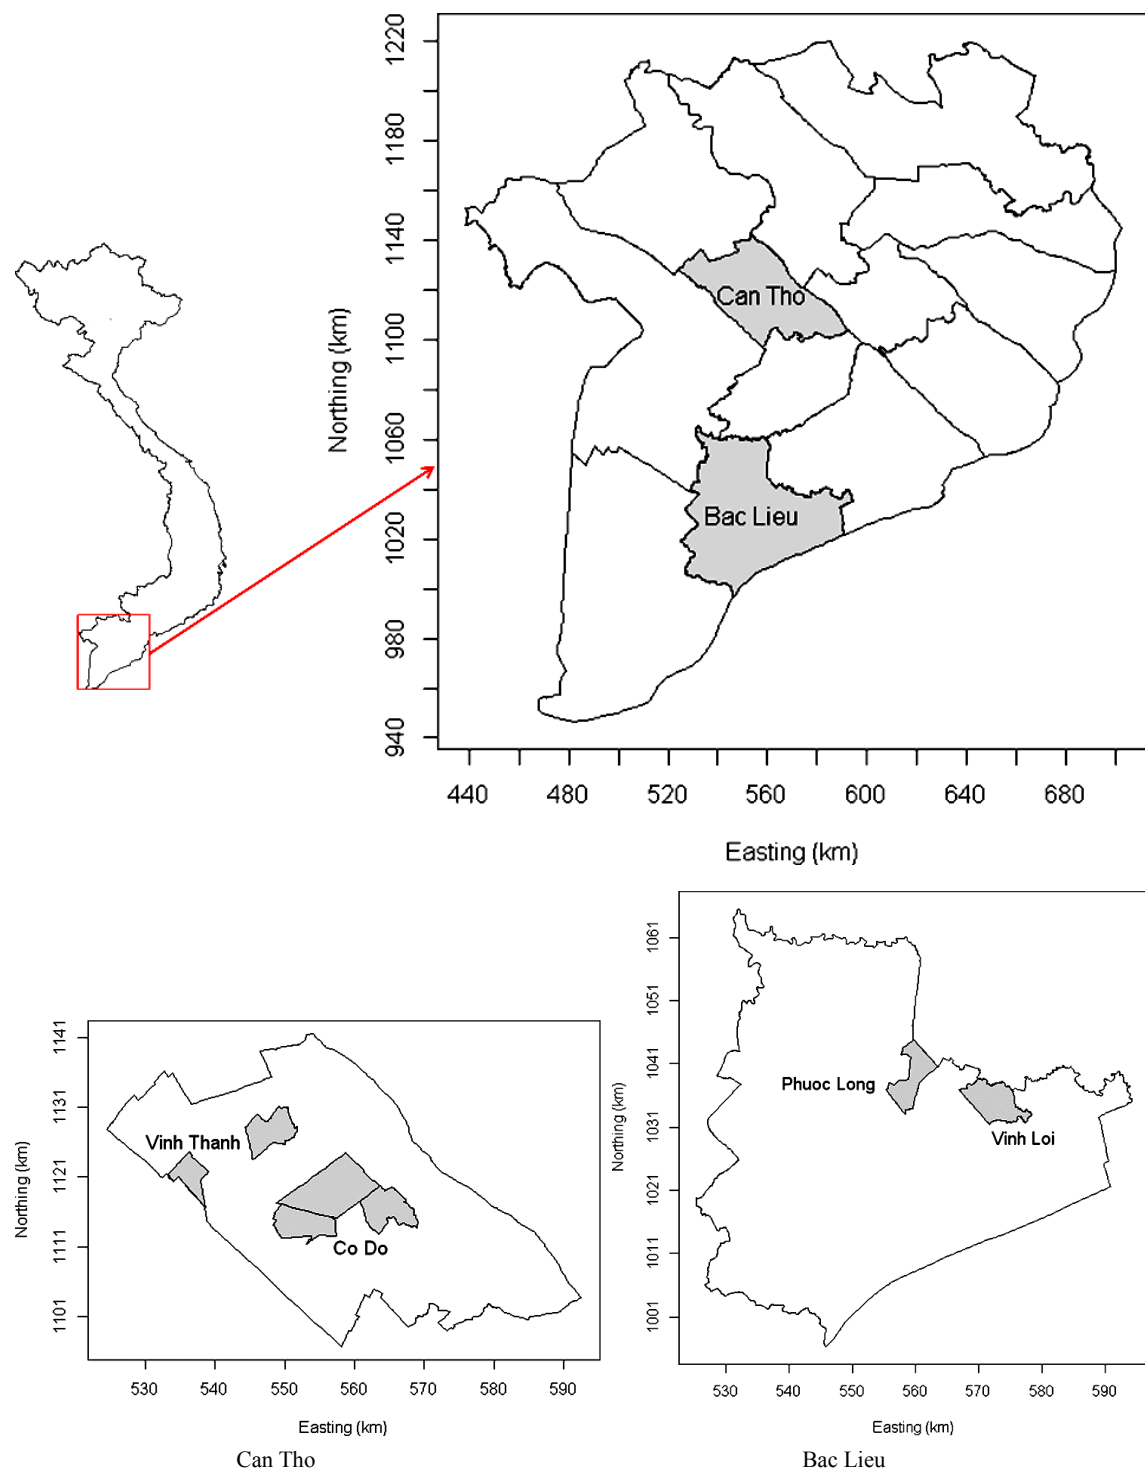 1220
1180
1140
1100
1060
1020
980
940
Northing (km)
Can Tho
Bac Lieu
440 480 520 560 600 640 680
Easting (km)
1141
1131
1121
1111
1101
Northing (km)
Vinh Thanh
Co Do
530 540 550 560 570 580 590
Easting (km)
Can Tho
1061
1051
1041
1031
1021
1011
1001
Northing (km)
Phuoc Long
Vinh Loi
530 540 550 560 570 580 590
Easting (km)
Bac Lieu